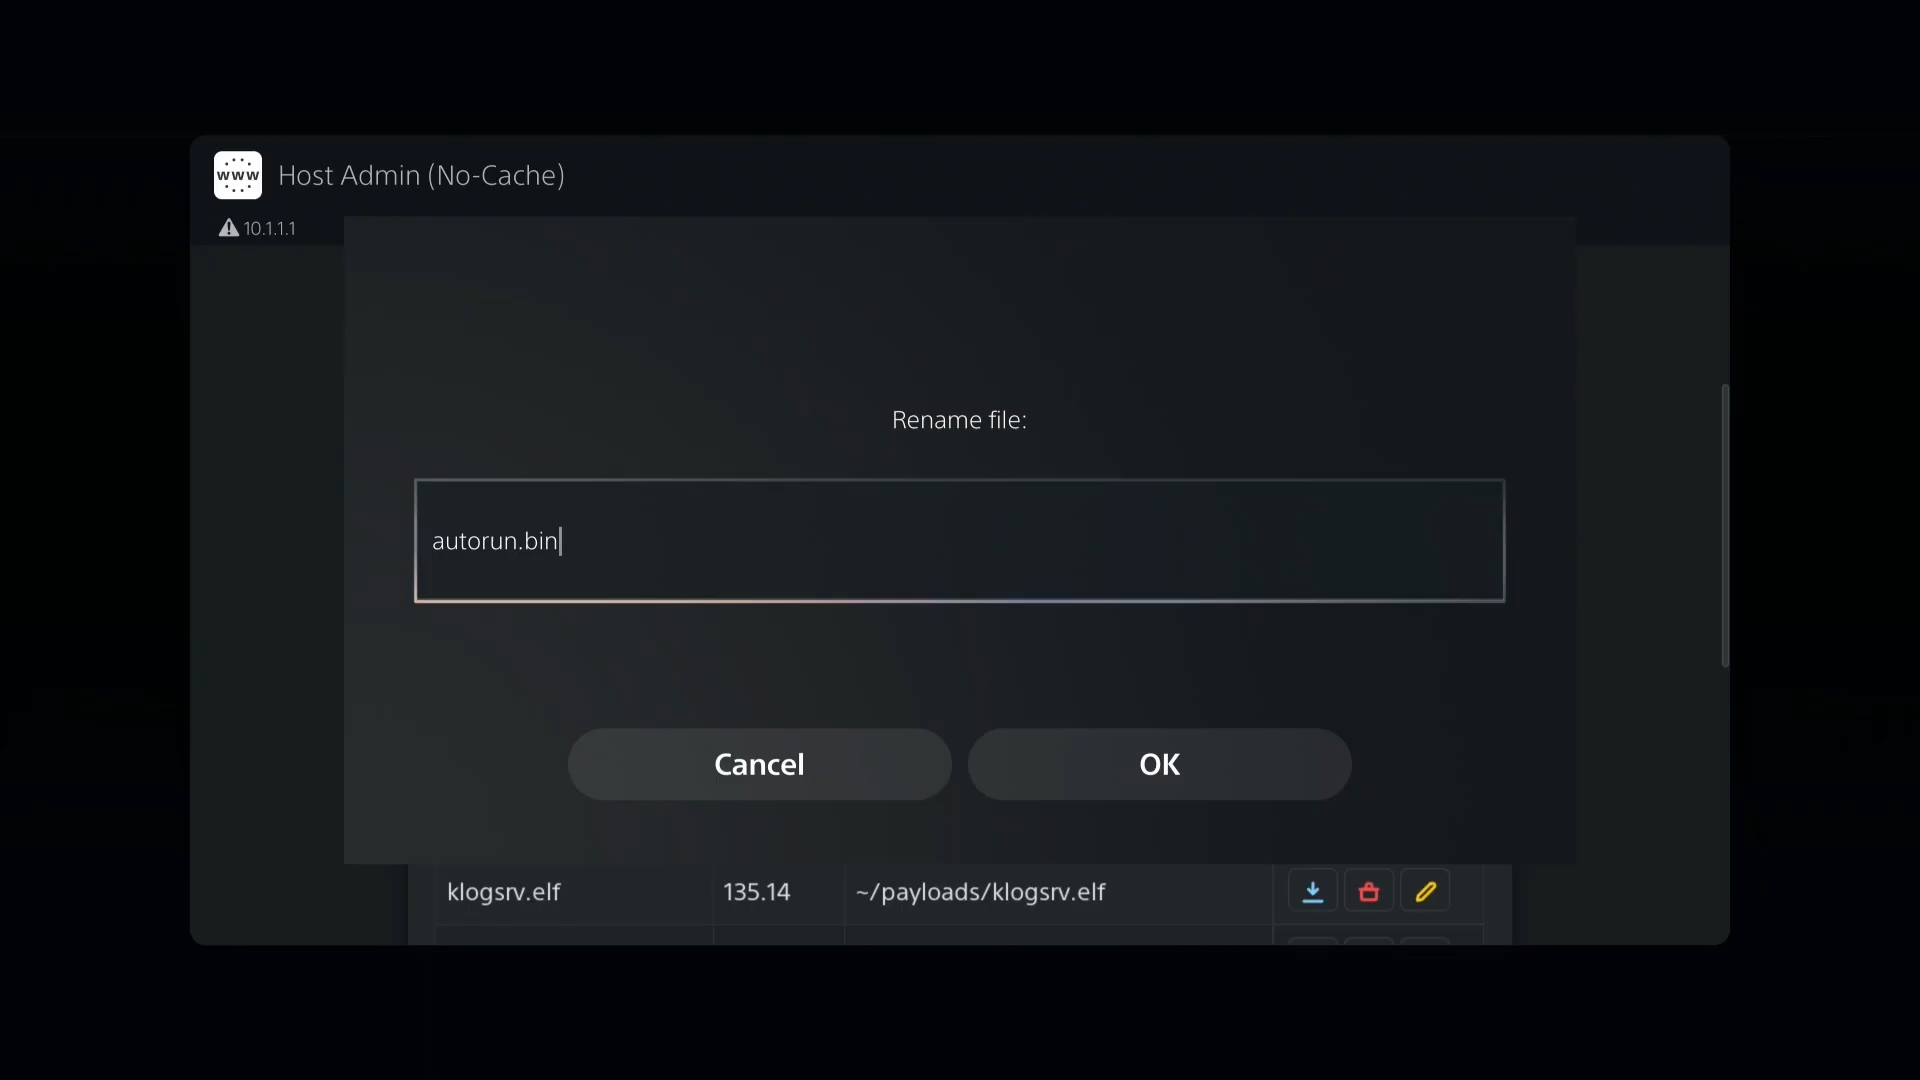 www
Host Admin (No-Cache)
10.1.1.1
Rename file:
autorun.bin
Cancel
OK
klogsrv.elf
135.14
~/payloads/klogsrv.elf